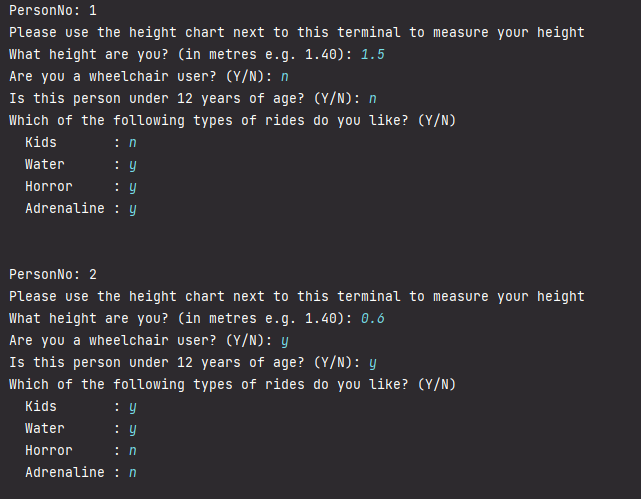 PersonNo: 1
Please use the height chart next to this terminal to measure your height
What height are you? (in metres e.g. 1.40): 1.5
Are you a wheelchair user? (Y/N): n
Is this person under 12 years of age? (Y/N): n
Which of the following types of rides do you like? (Y/N)
  Kids       : n
  Water      : y
  Horror     : y
  Adrenaline : y
PersonNo: 2
Please use the height chart next to this terminal to measure your height
What height are you? (in metres e.g. 1.40): 0.6
Are you a wheelchair user? (Y/N): y
Is this person under 12 years of age? (Y/N): y
Which of the following types of rides do you like? (Y/N)
  Kids       : y
  Water      : y
  Horror     : n
  Adrenaline : n